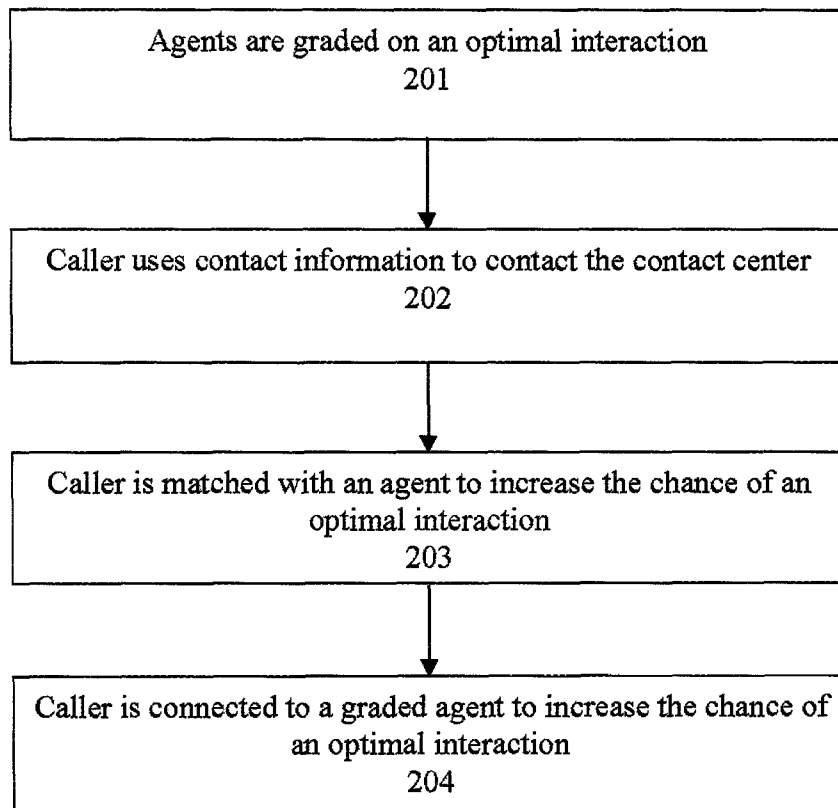 Agents are graded on an optimal interaction
201
Caller uses contact information to contact the contact center
202
Caller is matched with an agent to increase the chance of an
optimal interaction
203
Caller is connected to a graded agent to increase the chance of
an optimal interaction
204